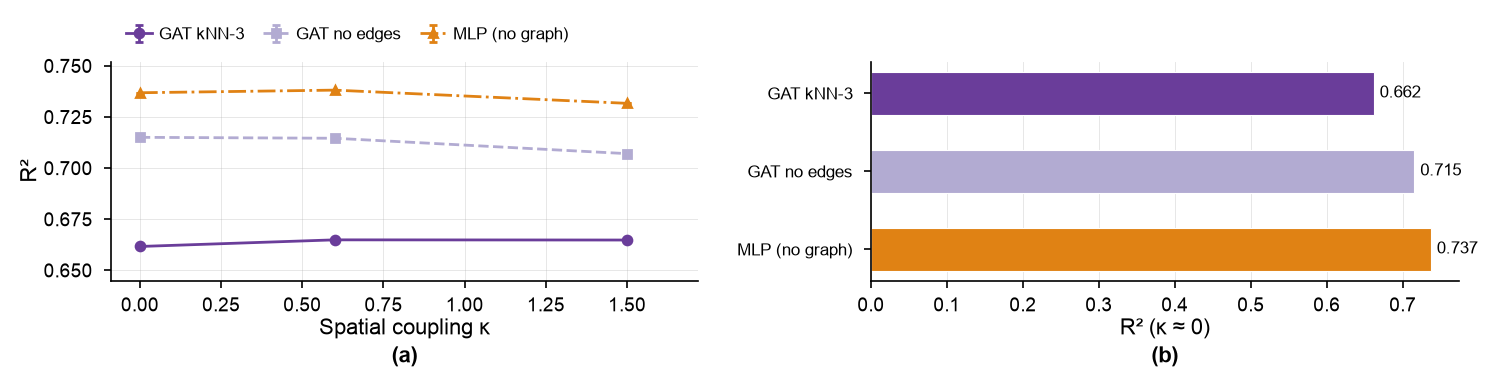 GAT kNN-3 GAT no edges MLP (no graph)
0.750
0.725
0.700
0.675
0.650
R²
0.00 0.25 0.50 0.75 1.00 1.25 1.50
Spatial coupling κ
(a)
GAT kNN-3 0.662
GAT no edges 0.715
MLP (no graph) 0.737
0.0 0.1 0.2 0.3 0.4 0.5 0.6 0.7
R² (κ ≈ 0)
(b)